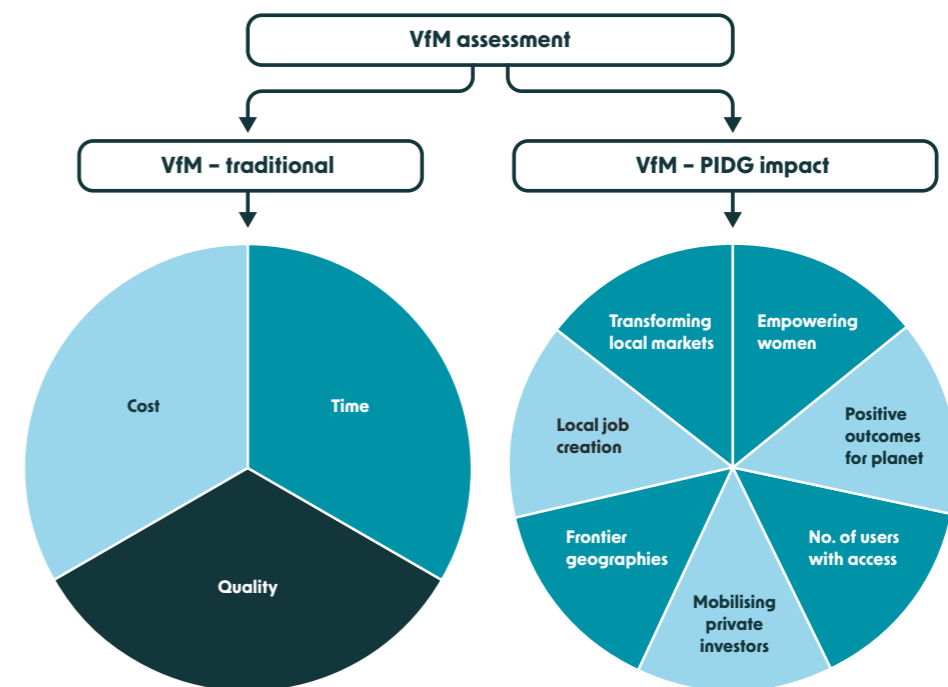 VfM assessment
VfM – traditional
VfM – PIDG impact
Cost
Time
Quality
Transforming
local markets
Empowering
women
Local job
creation
Positive
outcomes
for planet
Frontier
geographies
No. of users
with access
Mobilising
private
investors